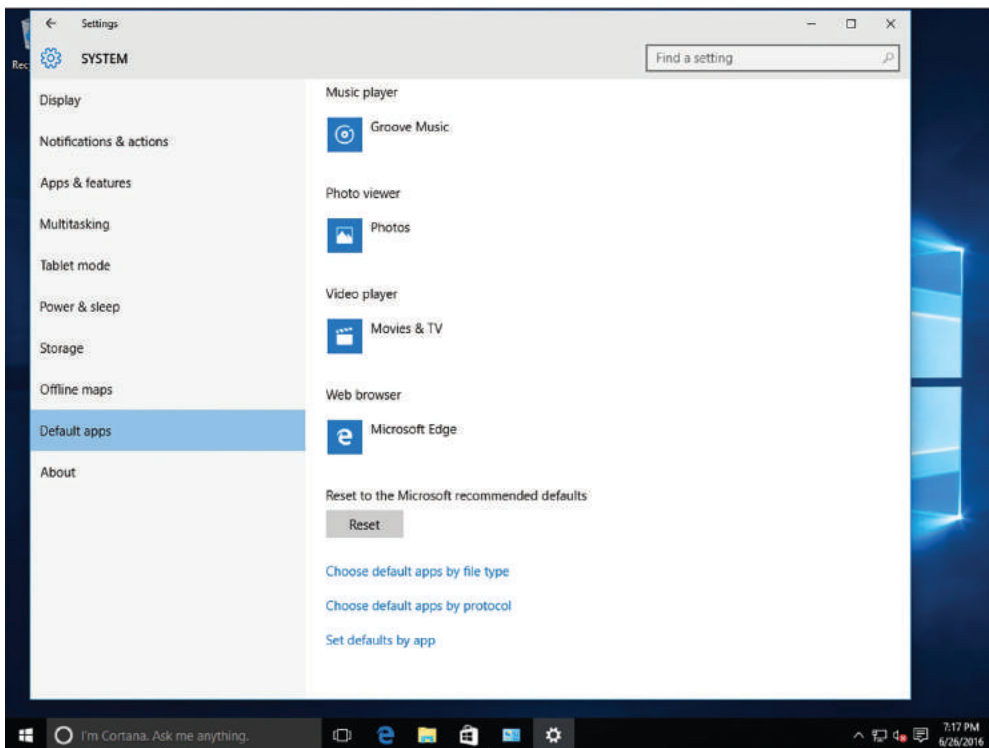 Settings
SYSTEM
Find a setting
Rec
Display
Notifications & actions
Apps & features
Multitasking
Tablet mode
Power & sleep
Storage
Offline maps
Default apps
About
Music player
Groove Music
Photo viewer
Photos
Video player
Movies & TV
Web browser
Microsoft Edge
Reset to the Microsoft recommended defaults
Reset
Choose default apps by file type
Choose default apps by protocol
Set defaults by app
I'm Cortana. Ask me anything.
7:17 PM
6/26/2016